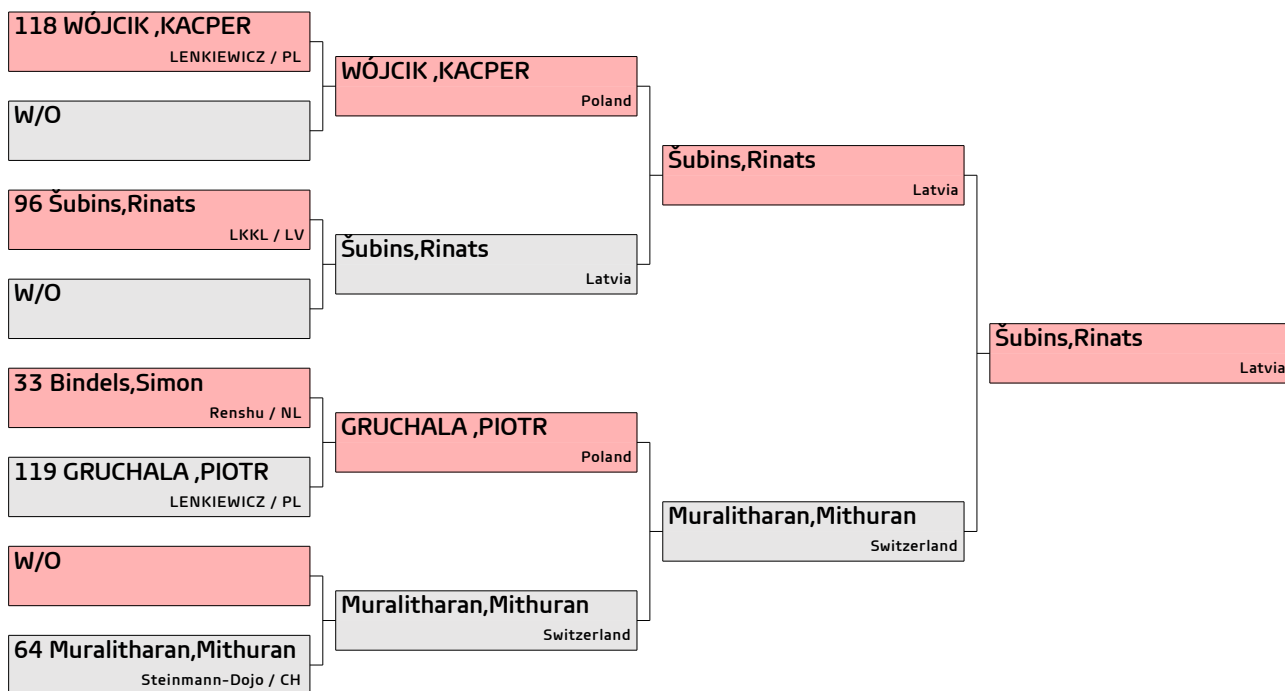 118 WÓJCIK ,KACPER
LENKIEWICZ / PL
W/O
96 Šubins,Rinats
LKKL / LV
W/O
33 Bindels,Simon
Renshu / NL
119 GRUCHALA ,PIOTR
LENKIEWICZ / PL
W/O
64 Muralitharan,Mithuran
Steinmann-Dojo / CH
WÓJCIK ,KACPER
Poland
Šubins,Rinats
Latvia
GRUCHALA ,PIOTR
Poland
Muralitharan,Mithuran
Switzerland
Šubins,Rinats
Latvia
Muralitharan,Mithuran
Switzerland
Šubins,Rinats
Latvia